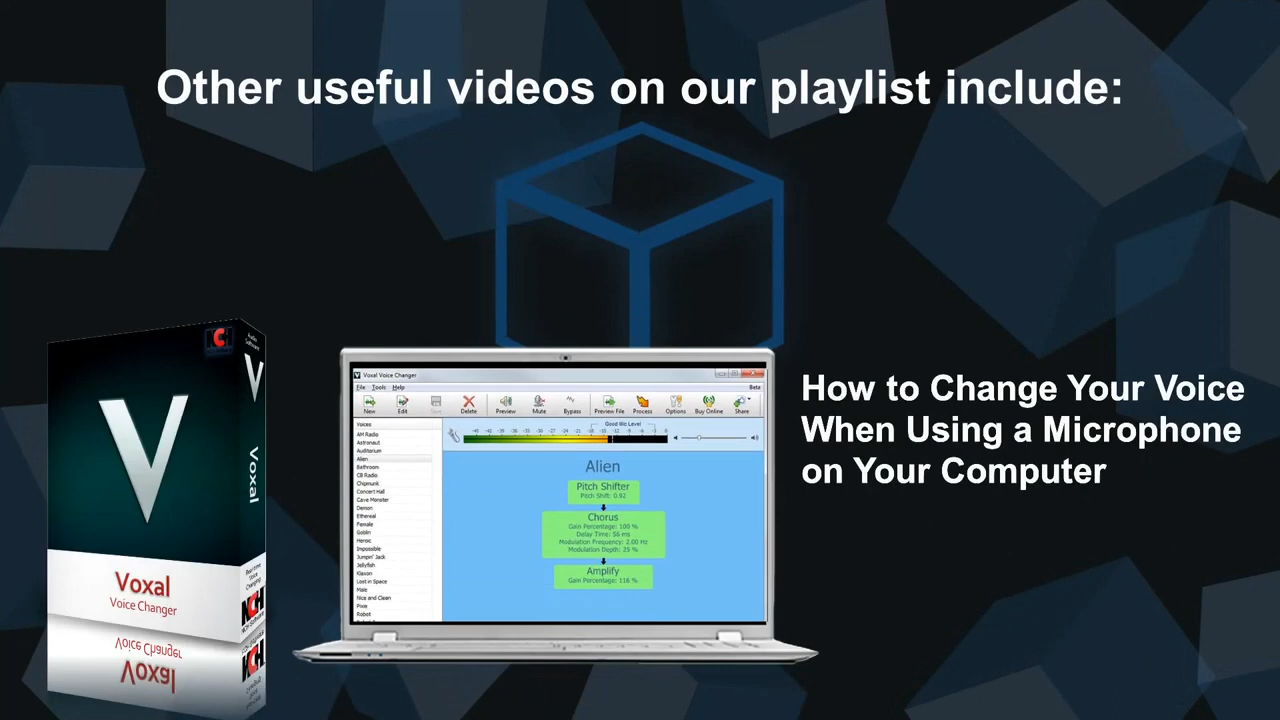 Other useful videos on our playlist include:
How to Change Your Voice
When Using a Microphone
on Your Computer
V
Voxal
Voice Changer
V
Voxal
NCH
Voxal Voice Changer
File Tools Help
Beta
New Edit Save Delete Preview Mute Bypass Preview File Process Options Buy Online Share
Voices
AM Radio
Astronaut
Auditorium
Alien
Bathroom
CB Radio
Chipmunk
Concert Hall
Cave Monster
Demon
Ethereal
Female
Goblin
Heroic
Impossible
Jumpin' Jack
Jellyfish
Klaxon
Lost in Space
Male
Nice and Clean
Pixie
Robot
Good Mic Level
Alien
Pitch Shifter
Pitch Shift: 0.92
Chorus
Gain Percentage: 100 %
Delay Time: 56 ms
Modulation Frequency: 2.00 Hz
Modulation Depth: 25 %
Amplify
Gain Percentage: 116 %